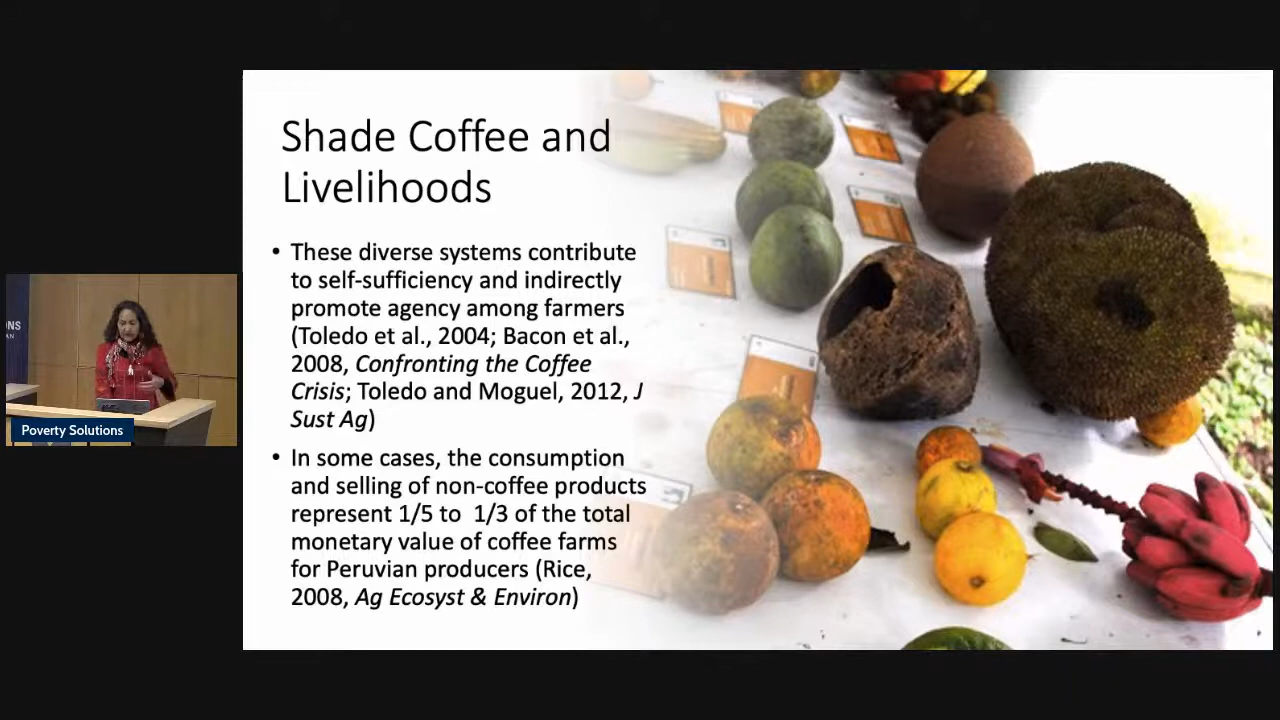 Shade Coffee and
Livelihoods
• These diverse systems contribute
to self-sufficiency and indirectly
promote agency among farmers
(Toledo et al., 2004; Bacon et al.,
2008, Confronting the Coffee
Crisis; Toledo and Moguel, 2012, J
Sust Ag)
• In some cases, the consumption
and selling of non-coffee products
represent 1/5 to 1/3 of the total
monetary value of coffee farms
for Peruvian producers (Rice,
2008, Ag Ecosyst & Environ)
ONS
AN
Poverty Solutions